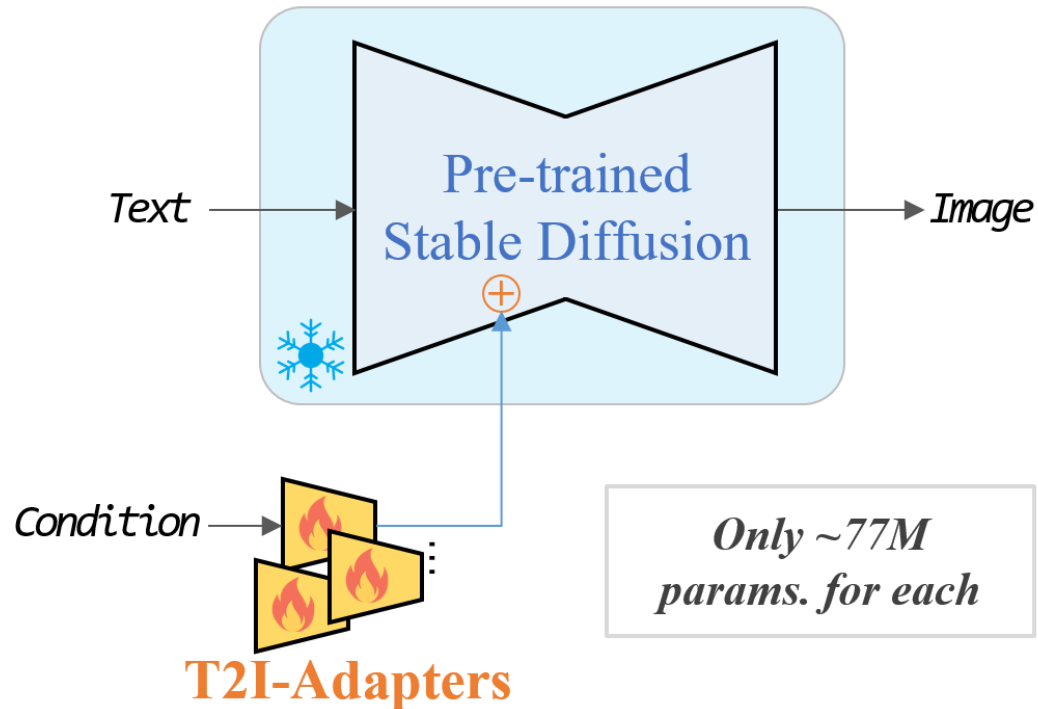 Pre-trained
Stable Diffusion
Text
Image
Condition
Only ~77M
params. for each
T2I-Adapters